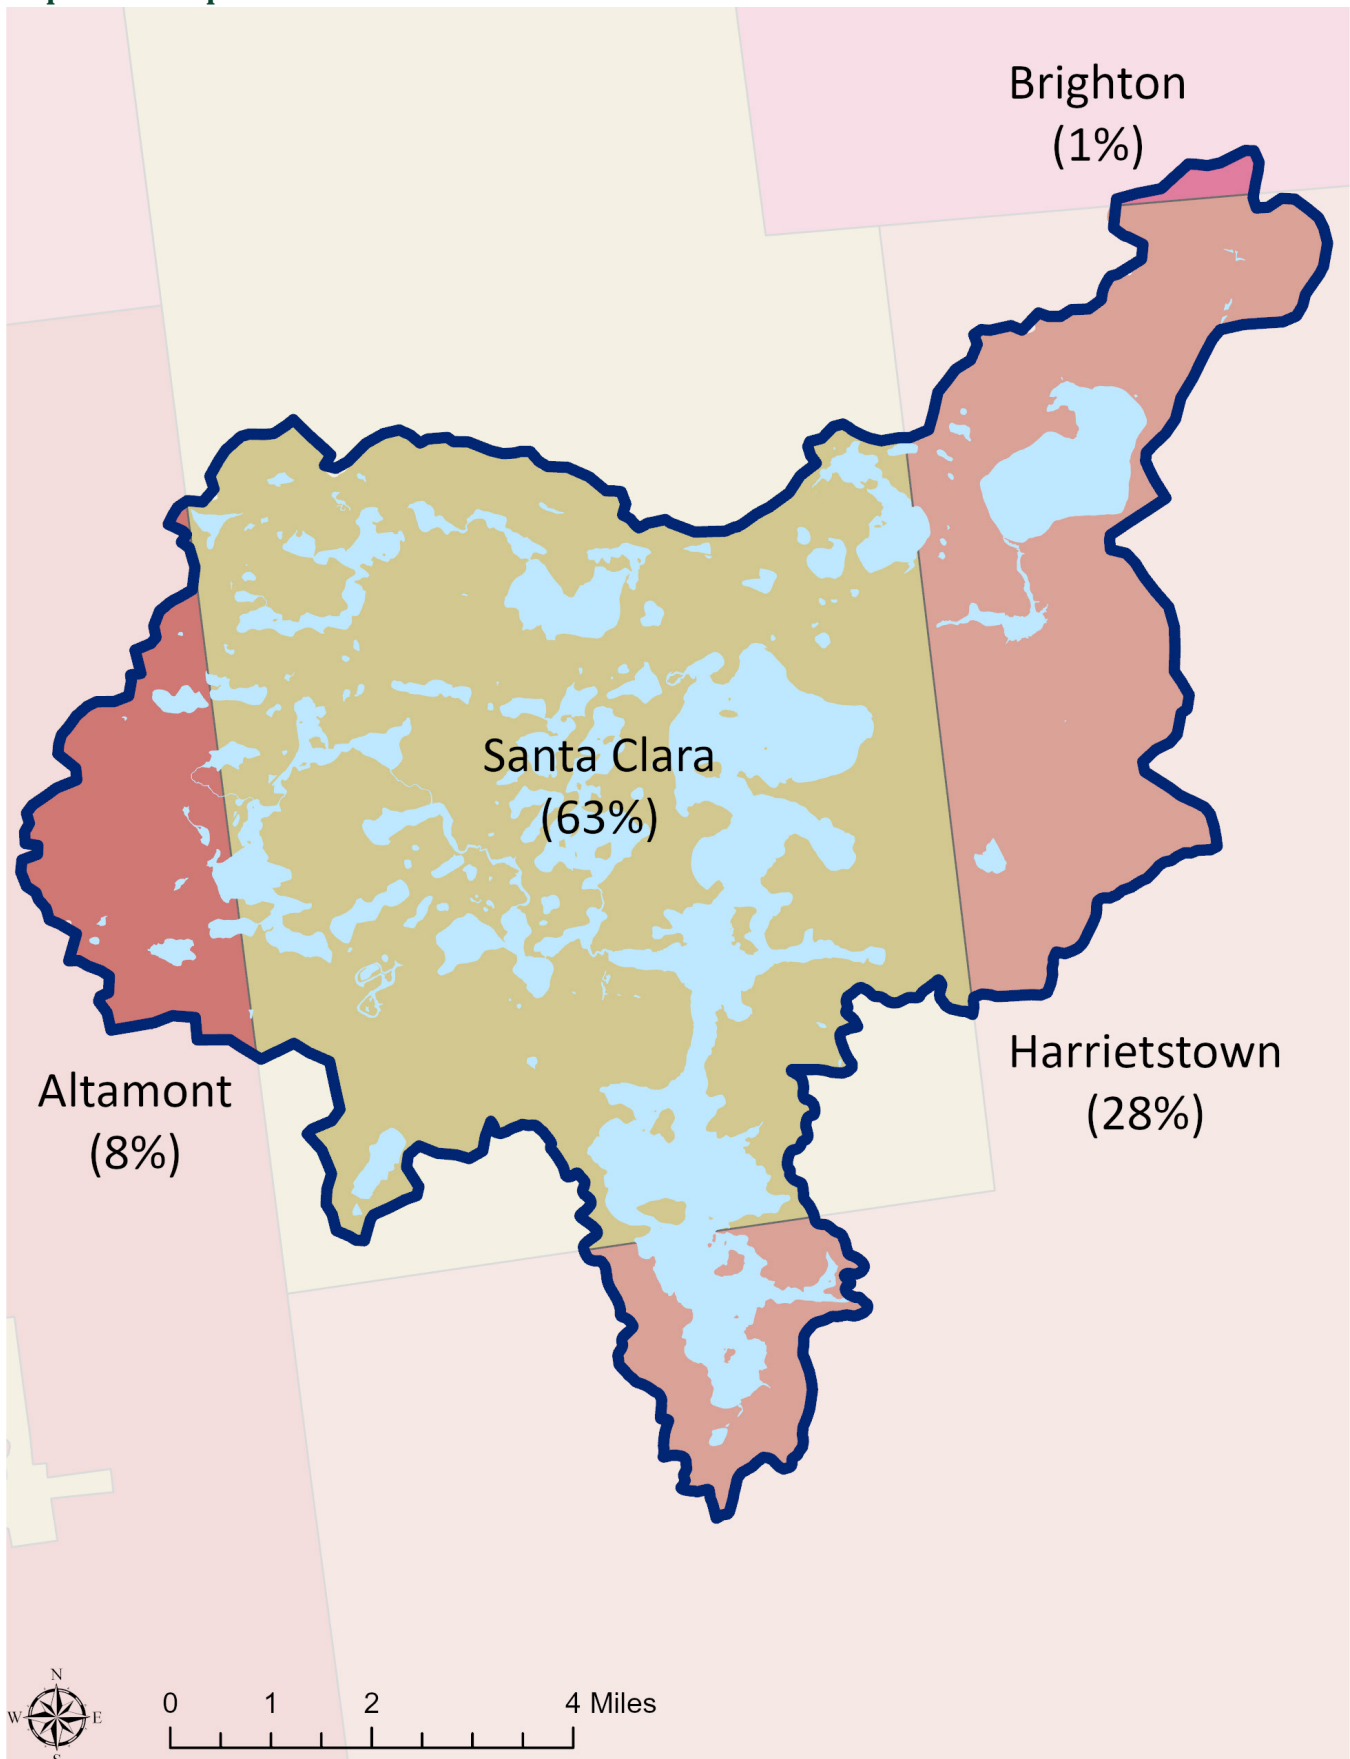 Brighton
(1%)
Santa Clara
(63%)
Harrietstown
(28%)
Altamont
(8%)
N
W E
S
0 1 2 4 Miles